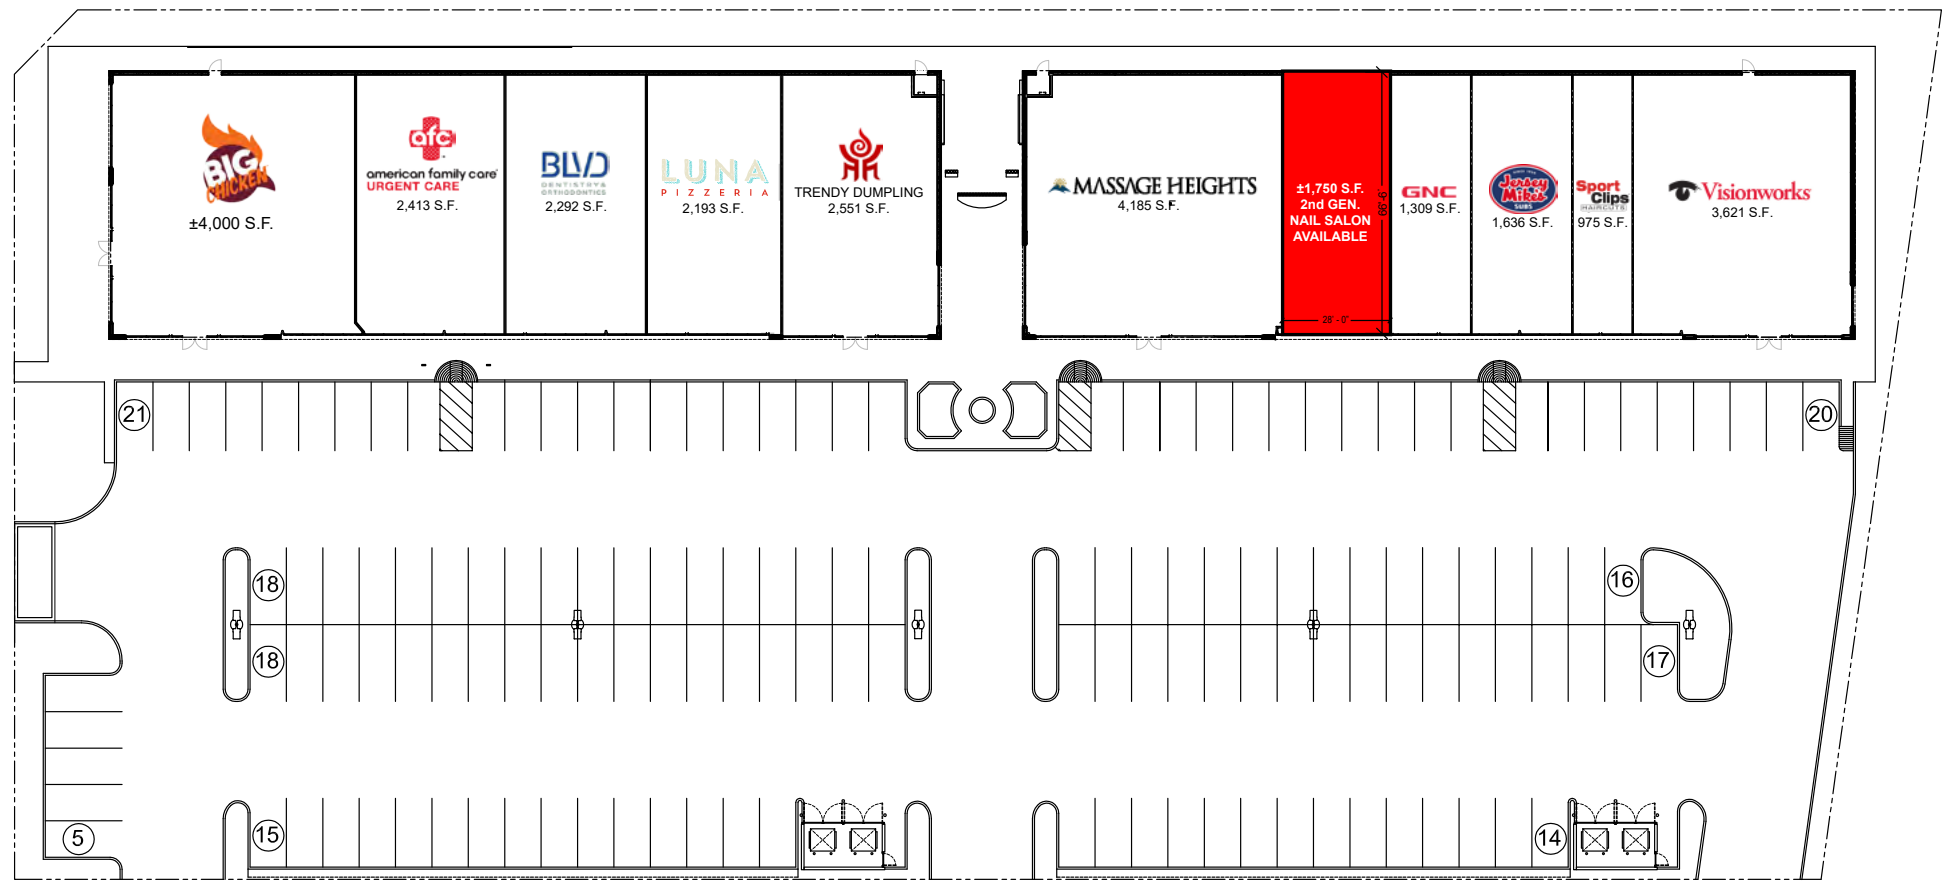 BIG
CHICKEN
±4,000 S.F.
afc
american family care
URGENT CARE
2,413 S.F.
BLVD
DENTISTRY &
ORTHODONTICS
2,292 S.F.
LUNA
PIZZERIA
2,193 S.F.
TRENDY DUMPLING
2,551 S.F.
MASSAGE HEIGHTS
4,185 S.F.
±1,750 S.F.
2nd GEN.
NAIL SALON
AVAILABLE
66'-6"
28' - 0"
GNC
1,309 S.F.
Jersey
Mike's
SUBS
1,636 S.F.
Sport
Clips
HAIRCUTS
975 S.F.
Visionworks
3,621 S.F.
21
20
18
16
18
17
5
15
14